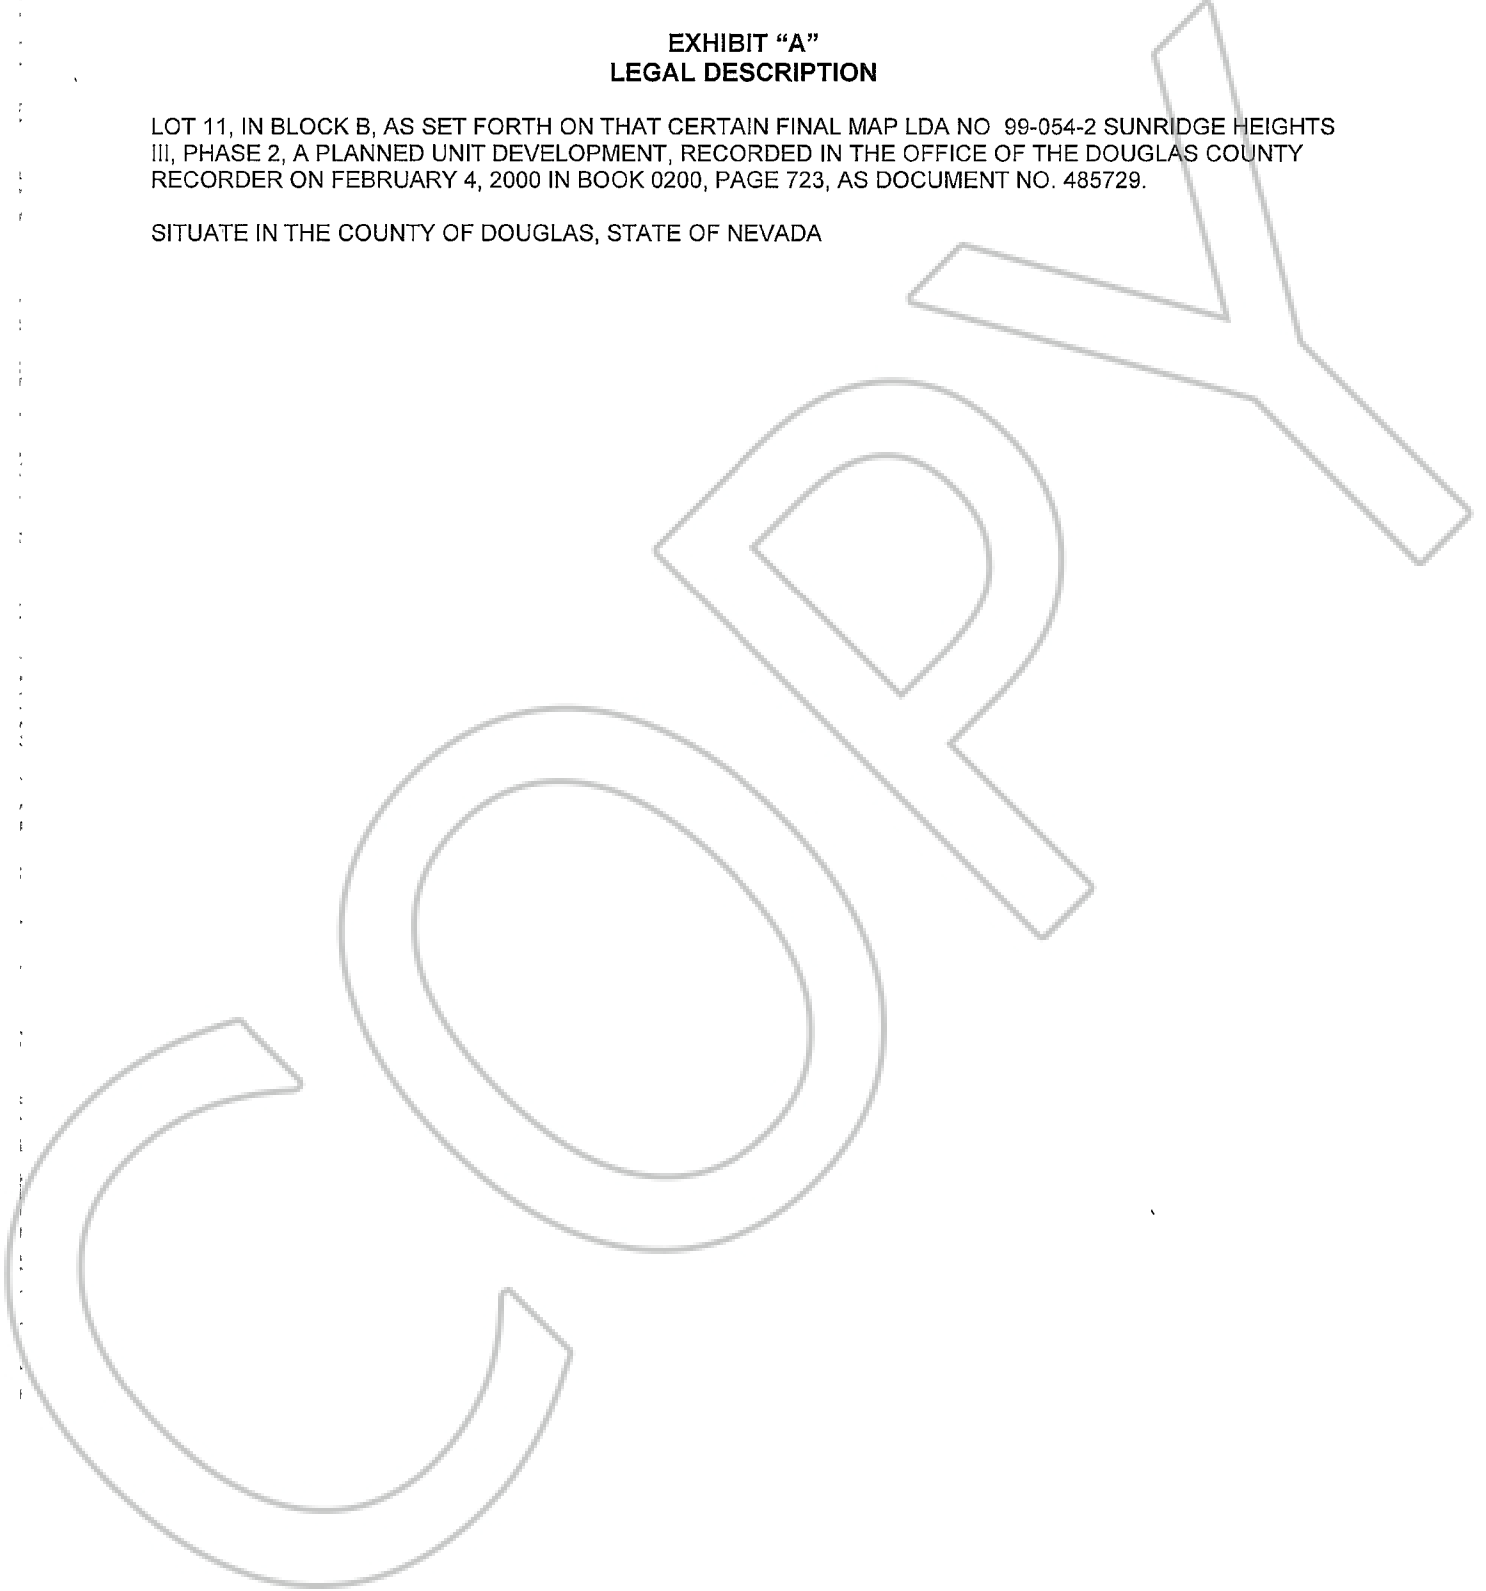 EXHIBIT “A”
LEGAL DESCRIPTION
LOT 11, IN BLOCK B, AS SET FORTH ON THAT CERTAIN FINAL MAP LDA NO 99-054-2 SUNRIDGE HEIGHTS
III, PHASE 2, A PLANNED UNIT DEVELOPMENT, RECORDED IN THE OFFICE OF THE DOUGLAS COUNTY
RECORDER ON FEBRUARY 4, 2000 IN BOOK 0200, PAGE 723, AS DOCUMENT NO. 485729.
SITUATE IN THE COUNTY OF DOUGLAS, STATE OF NEVADA
COPY